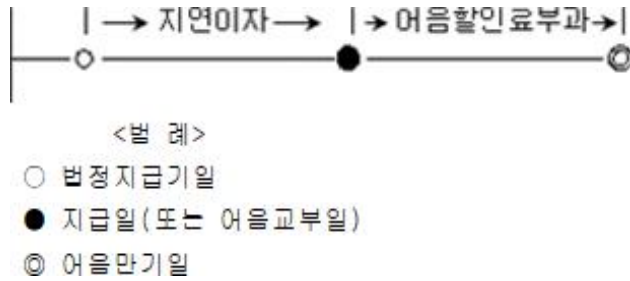 |→ 지연이자→ |→어음할인료부과→|
<범 례>
○ 법정지급기일
● 지급일(또는 어음교부일)
◎ 어음만기일